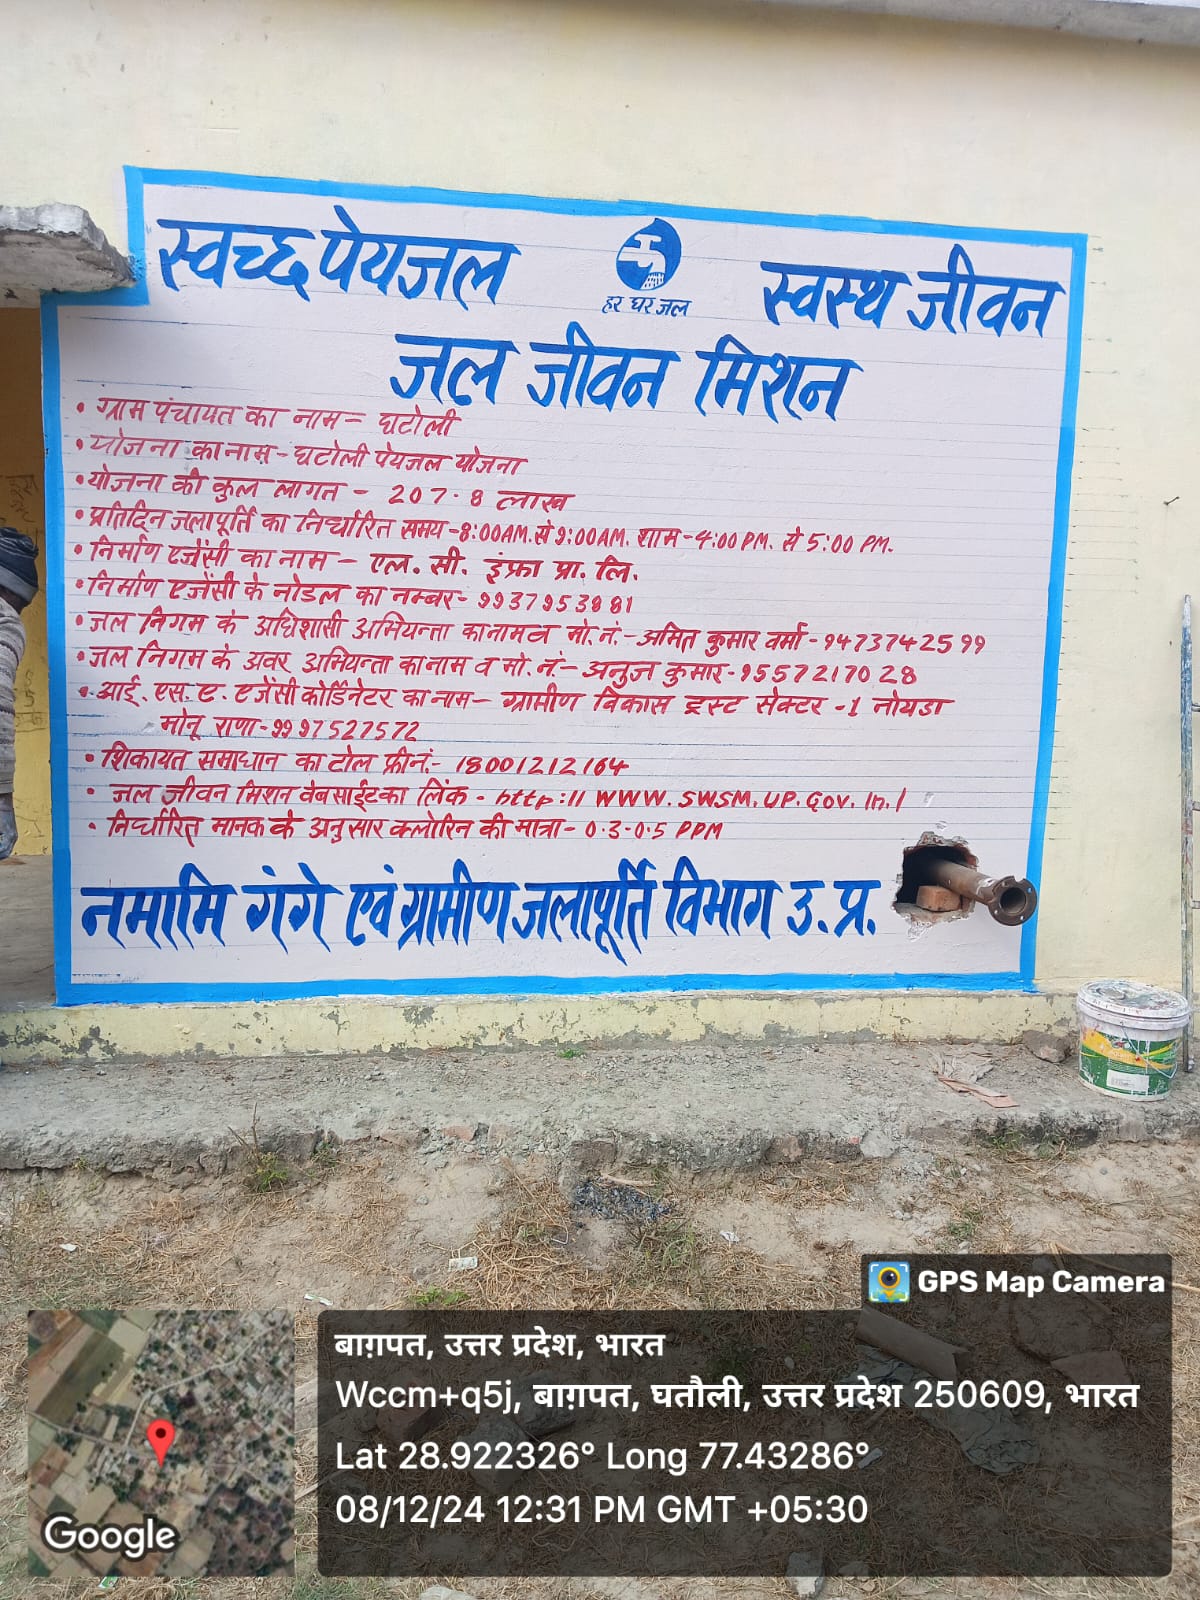 स्वच्छ पेयजल
हर घर जल
स्वस्थ जीवन
जल जीवन मिशन
• ग्राम पंचायत का नाम - घटोली
• योजना का नाम - घटोली पेयजल योजना
• योजना की कुल लागत - 207.8 लाख
• प्रतिदिन जलापूर्ति का निर्धारित समय - 8:00AM. से 9:00AM. शाम - 4:00 PM. से 5:00 PM.
• निर्माण एजेंसी का नाम - एल. सी. इंफ्रा प्रा. लि.
• निर्माण एजेंसी के नोडल का नम्बर - 9937953881
• जल निगम के अधिशासी अभियन्ता का नाम व मो. नं. - अमित कुमार वर्मा - 9473742599
• जल निगम के अवर अभियन्ता का नाम व मो. नं. - अनुज कुमार - 9557217028
• आई. एस. ए. एजेंसी कोर्डिनेटर का नाम - ग्रामीण विकास ट्रस्ट सेक्टर - 1 नोयडा
मोनू राणा - 9997527572
• शिकायत समाधान का टोल फ्री नं. - 18001212164
• जल जीवन मिशन वेबसाईट का लिंक - http:// WWW.SWSM.UP.Gov.In./
• निर्धारित मानक के अनुसार क्लोरिन की मात्रा - 0.3-0.5 PPM
नमामि गंगे एवं ग्रामीण जलापूर्ति विभाग उ. प्र.
GPS Map Camera
बाग़पत, उत्तर प्रदेश, भारत
Wccm+q5j, बाग़पत, घतौली, उत्तर प्रदेश 250609, भारत
Lat 28.922326° Long 77.43286°
08/12/24 12:31 PM GMT +05:30
Google